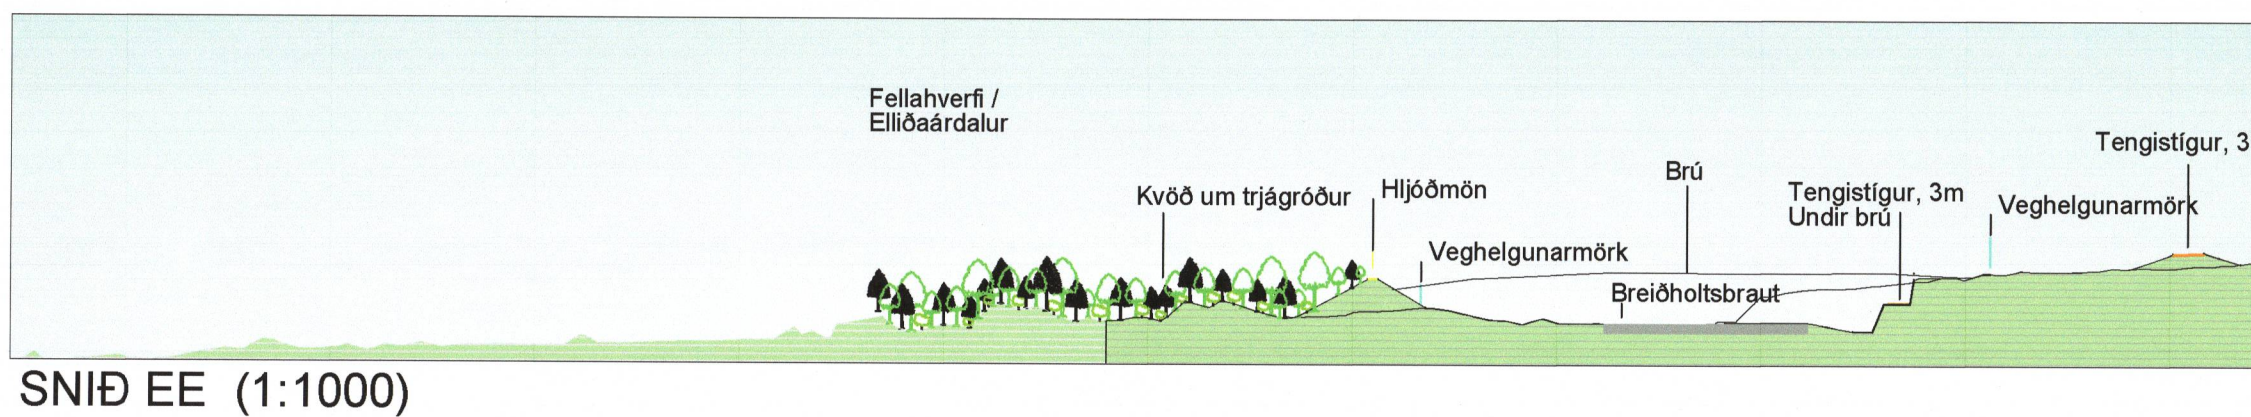 Fellahverfi /
Elliðaárdalur
Kvöð um trjágróður
Hljóðmön
Veghelgunarmörk
Brú
Breiðholtsbraut
Tengistígur, 3m
Undir brú
Veghelgunarmörk
Tengistígur, 3
SNIÐ EE (1:1000)